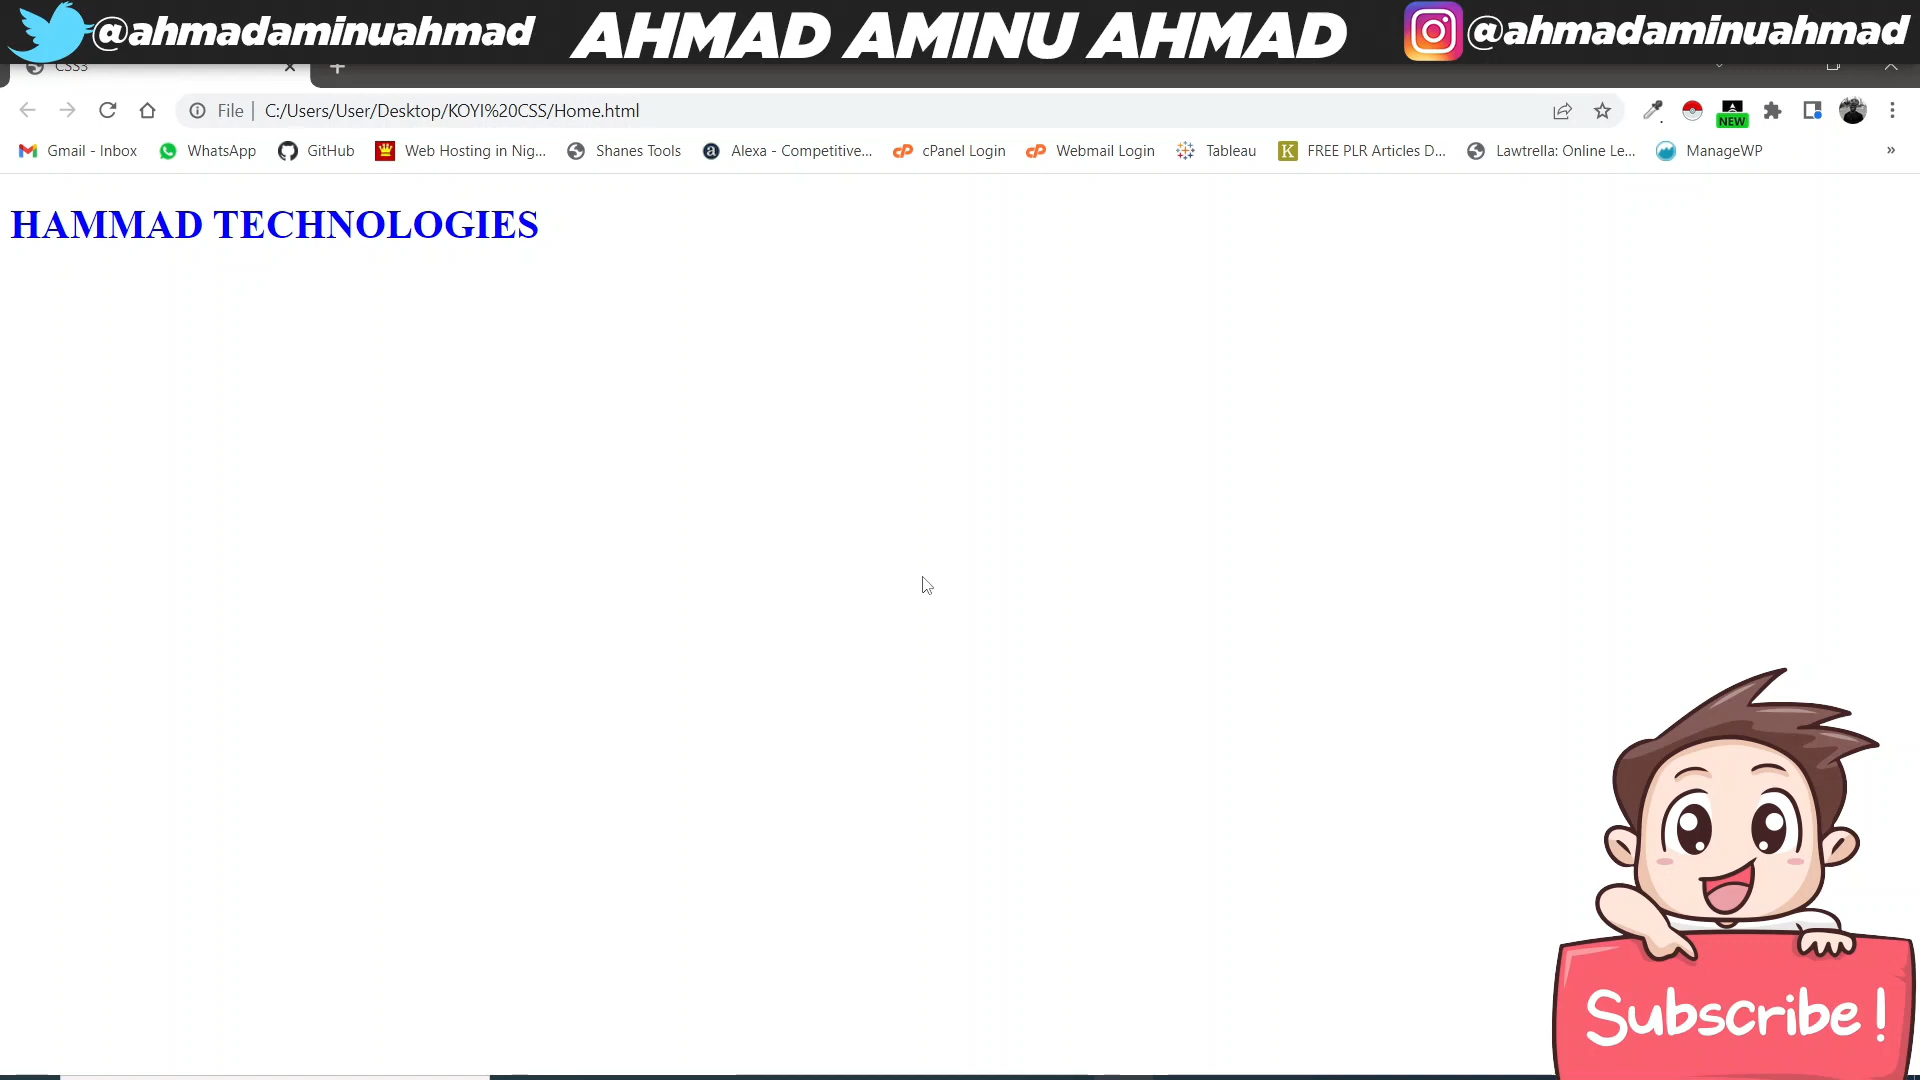 @ahmadaminuahmad AHMAD AMINU AHMAD @ahmadaminuahmad
CSS3
File | C:/Users/User/Desktop/KOYI%20CSS/Home.html
NEW
Gmail - Inbox WhatsApp GitHub Web Hosting in Nig... Shanes Tools Alexa - Competitive... cPanel Login Webmail Login Tableau FREE PLR Articles D... Lawtrella: Online Le... ManageWP »
HAMMAD TECHNOLOGIES
Subscribe!